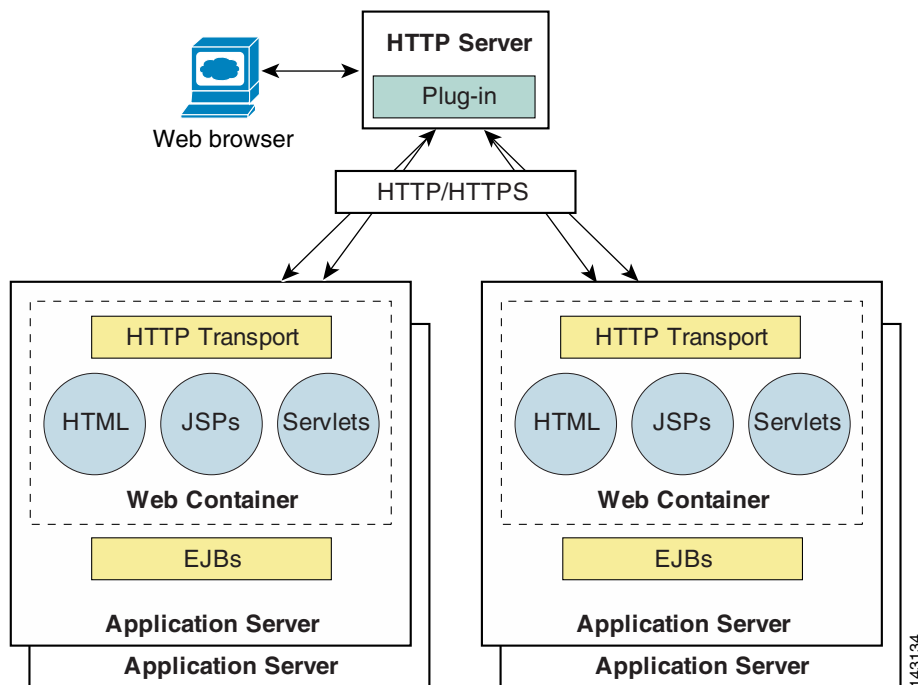 HTTP Server
Plug-in
Web browser
HTTP/HTTPS
HTTP Transport
HTML
JSPs
Servlets
Web Container
EJBs
Application Server
Application Server
HTTP Transport
HTML
JSPs
Servlets
Web Container
EJBs
Application Server
Application Server
143134